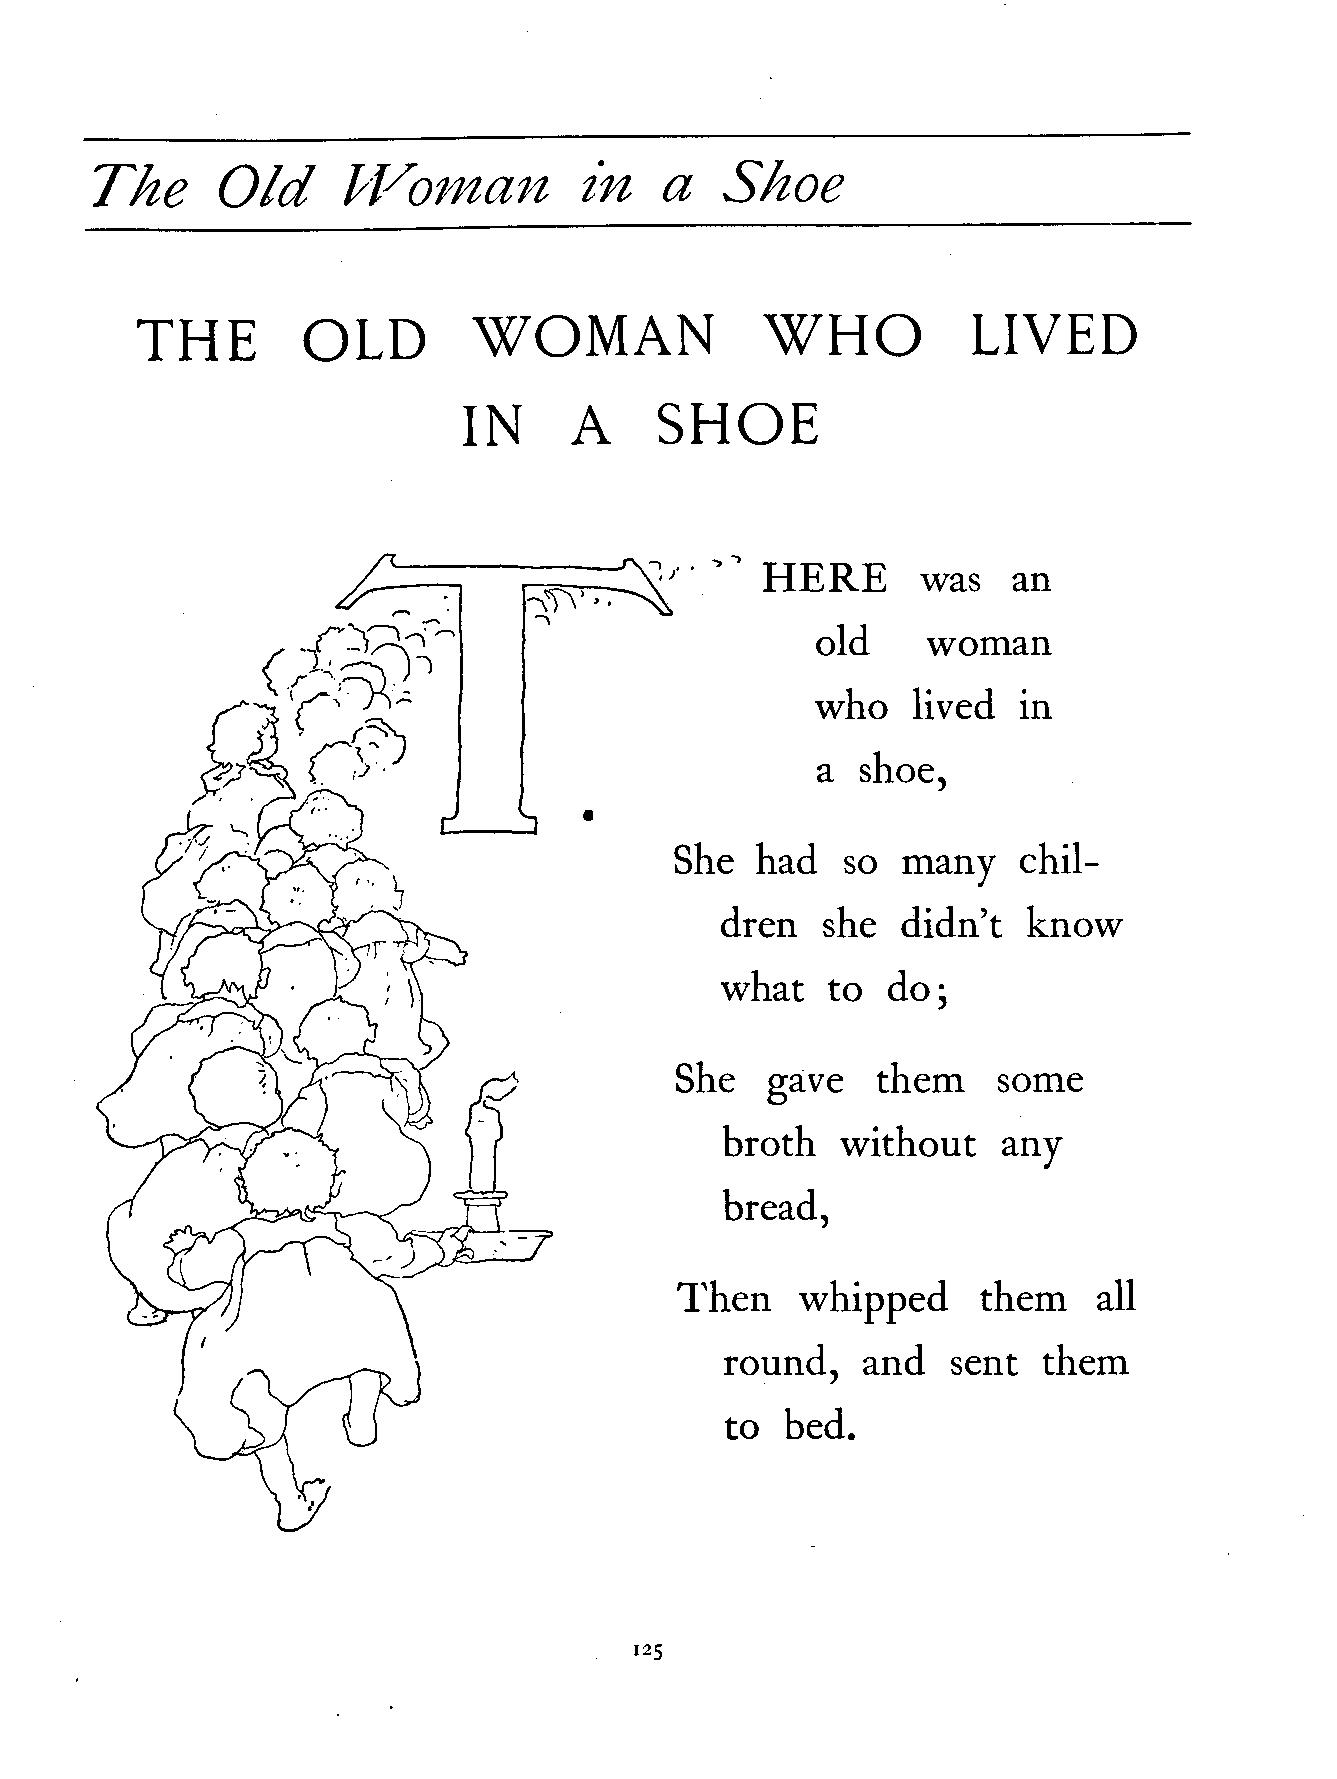 The Old Woman in a Shoe
THE OLD WOMAN WHO LIVED
IN A SHOE
THERE was an
old woman
who lived in
a shoe,
She had so many chil-
dren she didn't know
what to do;
She gave them some
broth without any
bread,
Then whipped them all
round, and sent them
to bed.
125